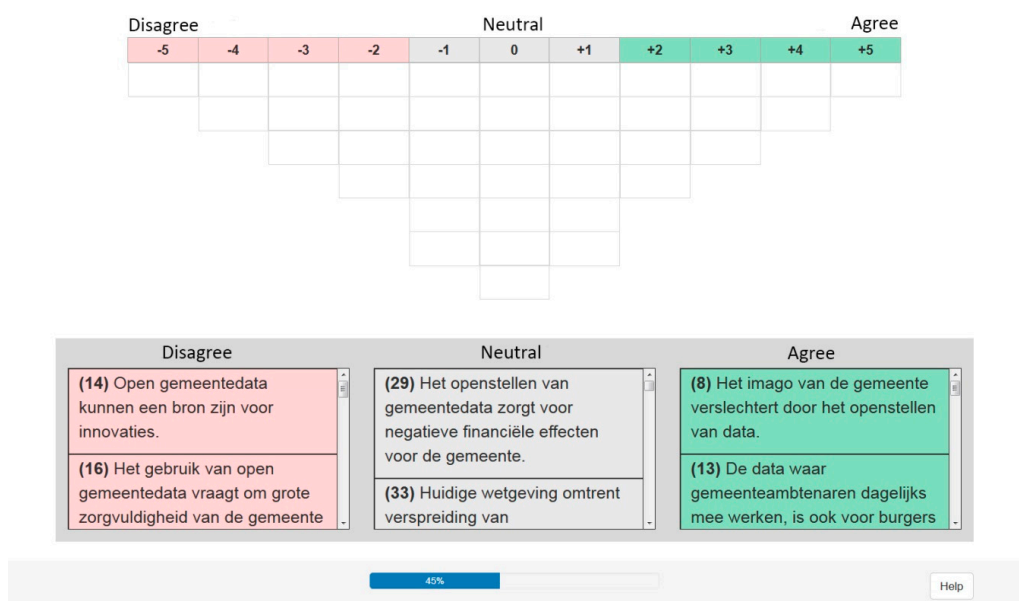 Disagree Neutral Agree
-5 -4 -3 -2 -1 0 +1 +2 +3 +4 +5
Disagree
(14) Open gemeentedata
kunnen een bron zijn voor
innovaties.
(16) Het gebruik van open
gemeentedata vraagt om grote
zorgvuldigheid van de gemeente
Neutral
(29) Het openstellen van
gemeentedata zorgt voor
negatieve financiële effecten
voor de gemeente.
(33) Huidige wetgeving omtrent
verspreiding van
Agree
(8) Het imago van de gemeente
verslechtert door het openstellen
van data.
(13) De data waar
gemeenteambtenaren dagelijks
mee werken, is ook voor burgers
45%
Help